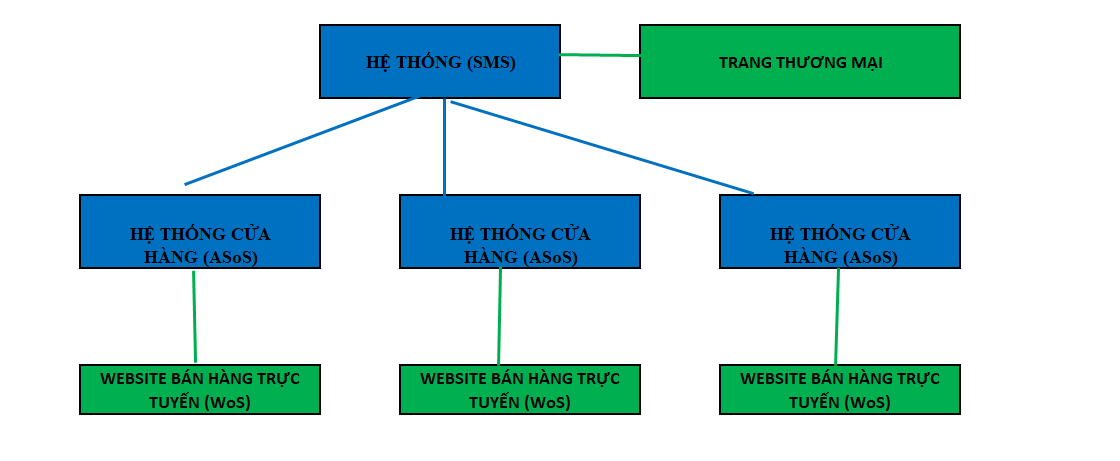 HỆ THỐNG (SMS)
TRANG THƯƠNG MẠI
HỆ THỐNG CỬA
HÀNG (ASoS)
HỆ THỐNG CỬA
HÀNG (ASoS)
HỆ THỐNG CỬA
HÀNG (ASoS)
WEBSITE BÁN HÀNG TRỰC
TUYẾN (WoS)
WEBSITE BÁN HÀNG TRỰC
TUYẾN (WoS)
WEBSITE BÁN HÀNG TRỰC
TUYẾN (WoS)